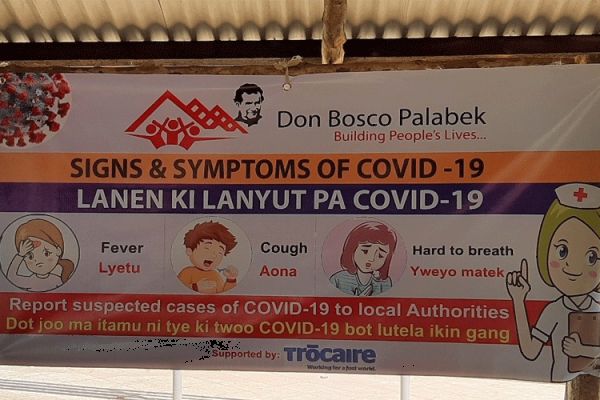 Don Bosco Palabek
Building People's Lives...
SIGNS & SYMPTOMS OF COVID -19
LANEN KI LANYUT PA COVID-19
Fever
Lyetu
Cough
Aona
Hard to breath
Yweyo matek
Report suspected cases of COVID-19 to local Authorities
Dot joo ma itamu ni tye ki twoo COVID-19 bot lutela ikin gang
Supported by: Trócaire
Working for a just world.